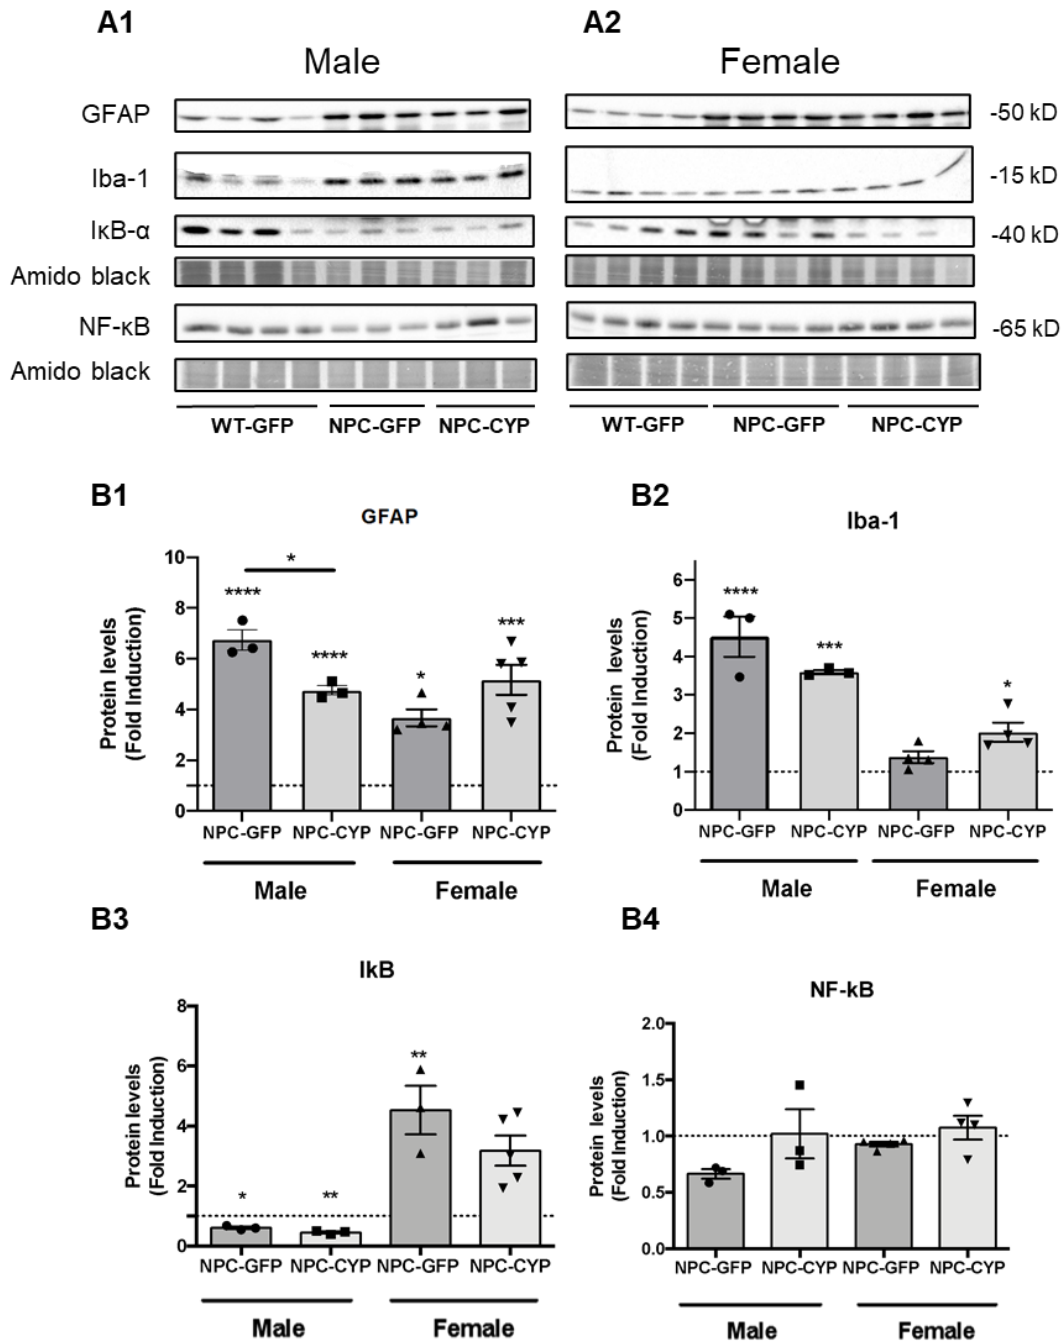 A1 A2
Male Female
GFAP -50 kD
Iba-1 -15 kD
IκB-α -40 kD
Amido black
NF-κB -65 kD
Amido black
WT-GFP NPC-GFP NPC-CYP WT-GFP NPC-GFP NPC-CYP
B1
GFAP
Protein levels
(Fold Induction)
10
8
6
4
2
0
*
****
****
*
***
NPC-GFP NPC-CYP NPC-GFP NPC-CYP
Male Female
B2
Iba-1
Protein levels
(Fold Induction)
6
5
4
3
2
1
0
****
***
*
NPC-GFP NPC-CYP NPC-GFP NPC-CYP
Male Female
B3
IkB
Protein levels
(Fold Induction)
8
6
4
2
0
*
**
**
NPC-GFP NPC-CYP NPC-GFP NPC-CYP
Male Female
B4
NF-kB
Protein levels
(Fold Induction)
2.0
1.5
1.0
0.5
0.0
NPC-GFP NPC-CYP NPC-GFP NPC-CYP
Male Female